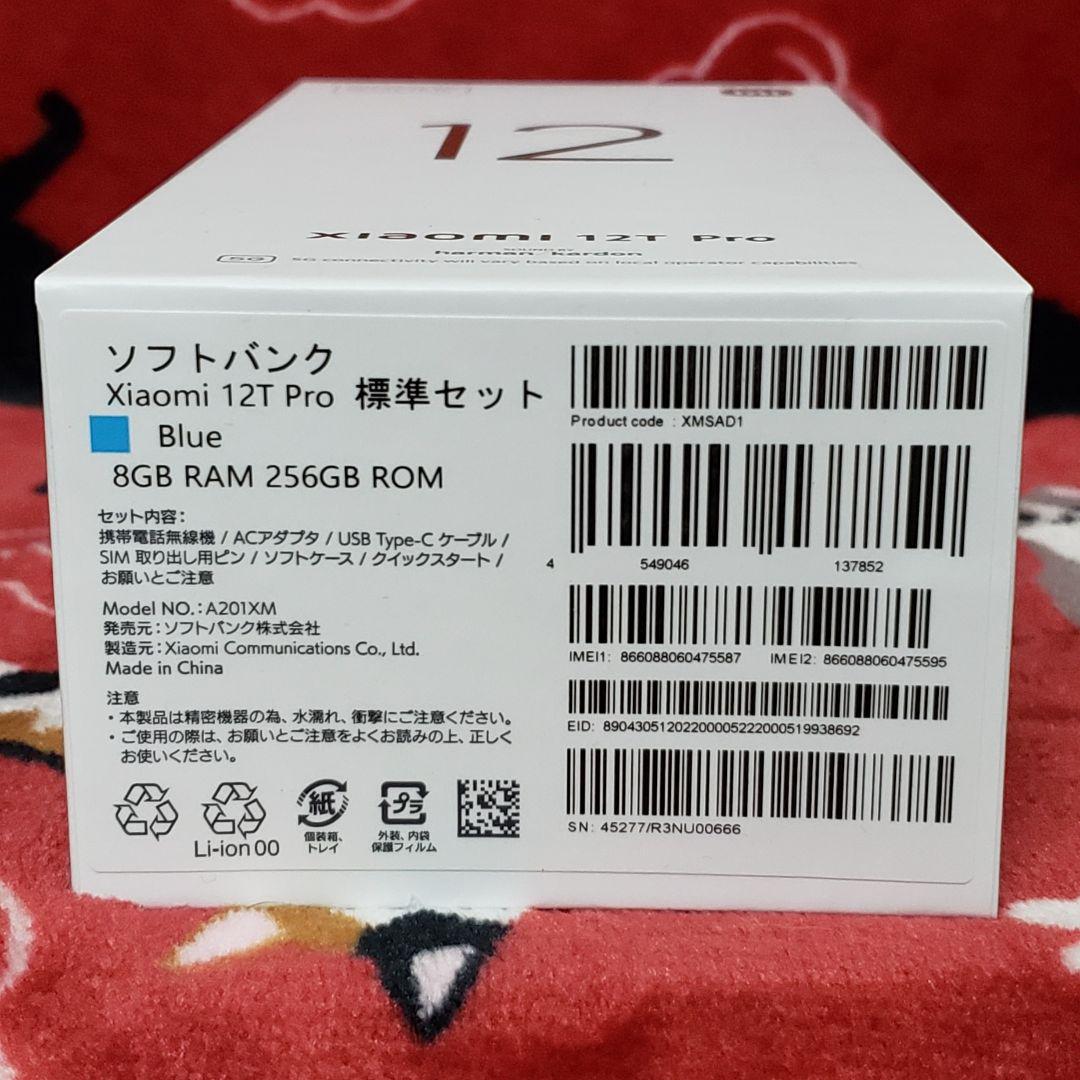 12
xiaomi 12T Pro
SOUND BY
harman kardon
5G 5G connectivity will vary based on local operator capabilities
ソフトバンク
Xiaomi 12T Pro 標準セット
Blue
8GB RAM 256GB ROM
セット内容：
携帯電話無線機 / ACアダプタ / USB Type-C ケーブル /
SIM 取り出し用ピン / ソフトケース / クイックスタート /
お願いとご注意
Model NO.：A201XM
発売元：ソフトバンク株式会社
製造元：Xiaomi Communications Co., Ltd.
Made in China
注意
・本製品は精密機器の為、水濡れ、衝撃にご注意ください。
・ご使用の際は、お願いとご注意をよくお読みの上、正しく
お使いください。
Li-ion 00
紙
個装箱、
トレイ
プラ
外装、内袋
保護フィルム
Product code : XMSAD1
4 549046 137852
IMEI1: 866088060475587 IMEI2: 866088060475595
EID: 89043051202200005222000519938692
SN: 45277/R3NU00666